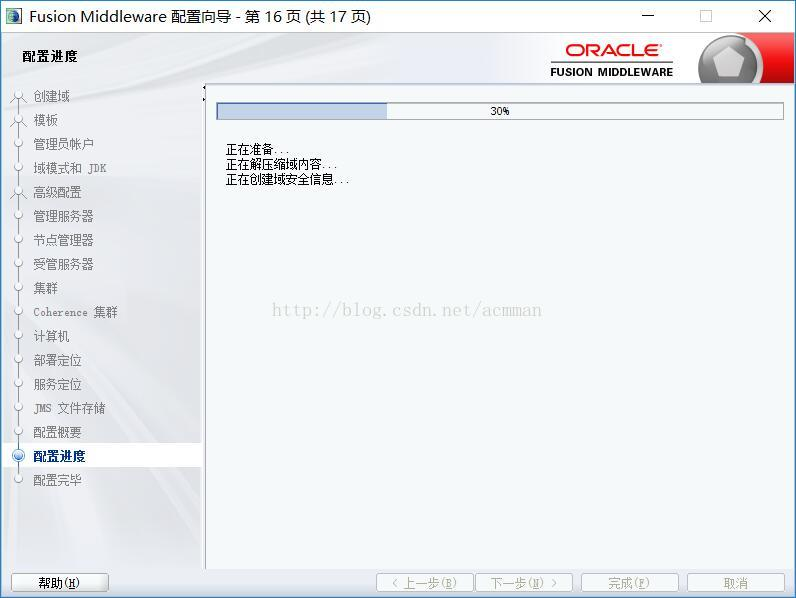 Fusion Middleware 配置向导 - 第 16 页 (共 17 页)
配置进度
ORACLE
FUSION MIDDLEWARE
创建域
模板
管理员帐户
域模式和 JDK
高级配置
管理服务器
节点管理器
受管服务器
集群
Coherence 集群
计算机
部署定位
服务定位
JMS 文件存储
配置概要
配置进度
配置完毕
30%
正在准备...
正在解压缩域内容...
正在创建域安全信息...
http://blog.csdn.net/acmman
帮助(H)
< 上一步(B)
下一步(N) >
完成(F)
取消